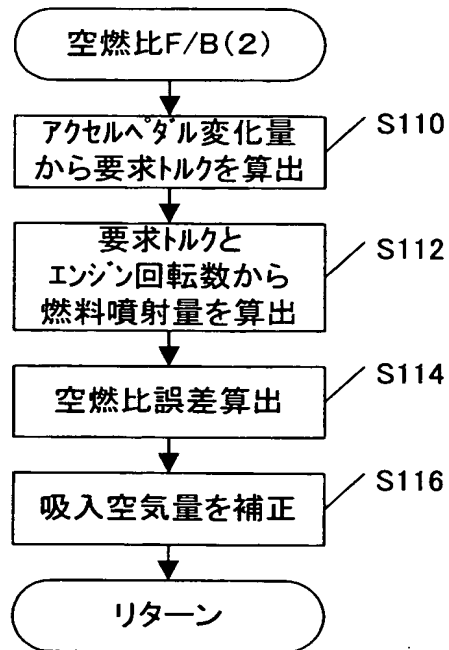 空燃比F/B(2)
アクセルペダル変化量
から要求トルクを算出
S110
要求トルクと
エンジン回転数から
燃料噴射量を算出
S112
空燃比誤差算出
S114
吸入空気量を補正
S116
リターン